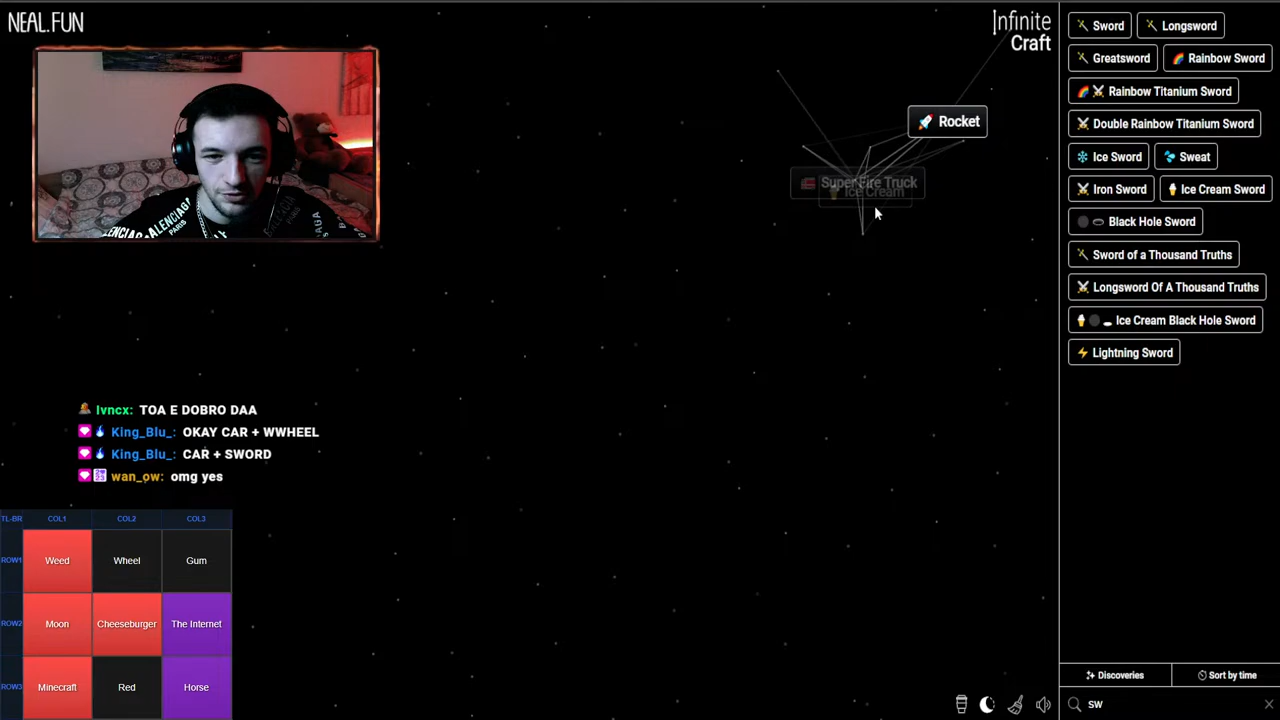 NEAL.FUN
Infinite
Craft
BALENCIAGA
PARIS
🚀 Rocket
Super Fire Truck
Ice Cream
Sword
Longsword
Greatsword
Rainbow Sword
Rainbow Titanium Sword
Double Rainbow Titanium Sword
Ice Sword
Sweat
Iron Sword
Ice Cream Sword
Black Hole Sword
Sword of a Thousand Truths
Longsword Of A Thousand Truths
Ice Cream Black Hole Sword
Lightning Sword
lvncx: TOA E DOBRO DAA
King_Blu_: OKAY CAR + WWHEEL
King_Blu_: CAR + SWORD
wan_ow: omg yes
TL-BR COL1 COL2 COL3
ROW1 Weed Wheel Gum
ROW2 Moon Cheeseburger The Internet
ROW3 Minecraft Red Horse
Discoveries
Sort by time
sw